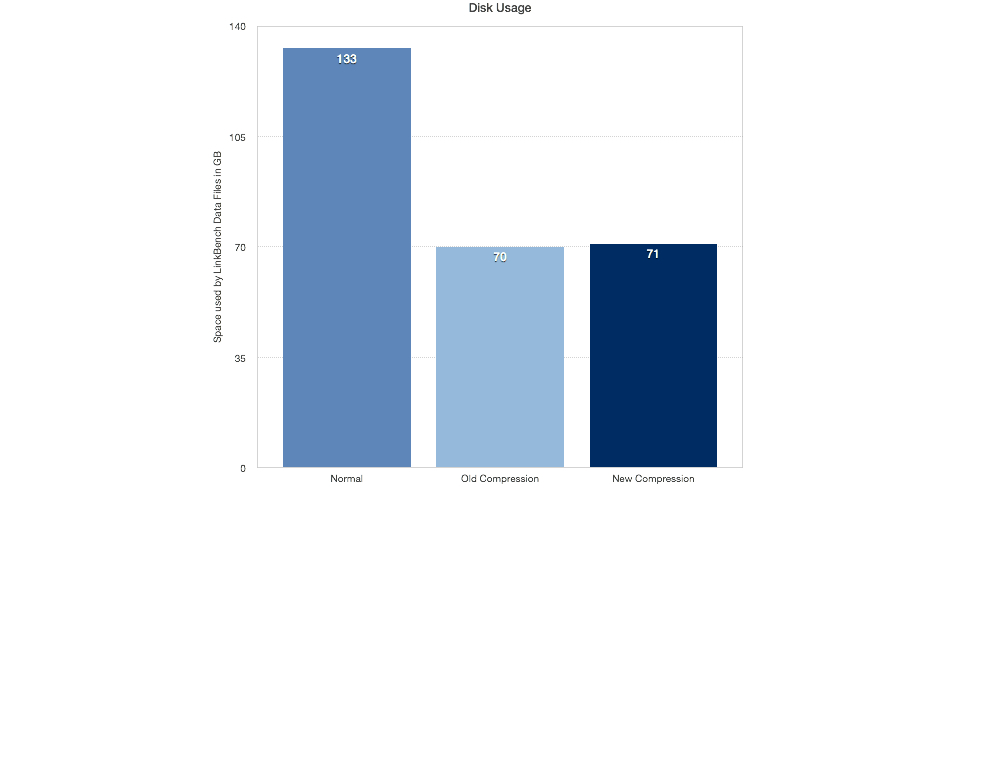 Disk Usage
140
105
70
35
0
Space used by LinkBench Data Files in GB
133
70
71
Normal
Old Compression
New Compression